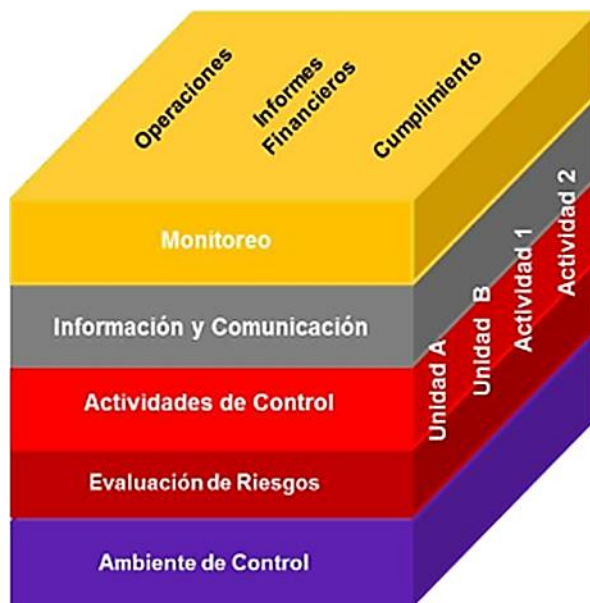 Operaciones
Informes
Financieros
Cumplimiento
Monitoreo
Información y Comunicación
Actividades de Control
Evaluación de Riesgos
Ambiente de Control
Unidad A
Unidad B
Actividad 1
Actividad 2